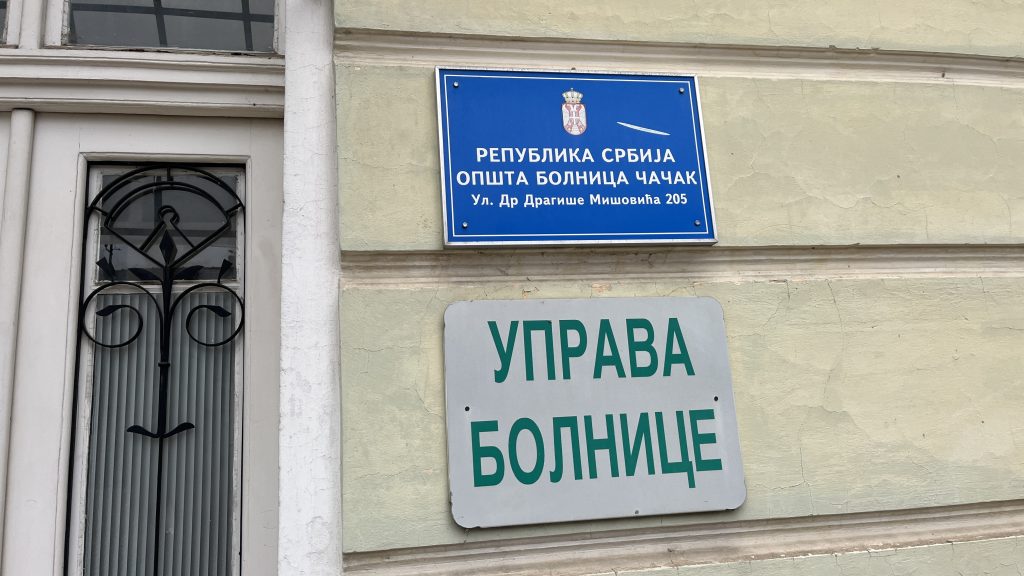 РЕПУБЛИКА СРБИЈА
ОПШТА БОЛНИЦА ЧАЧАК
Ул. Др Драгише Мишовића 205
УПРАВА
БОЛНИЦЕ